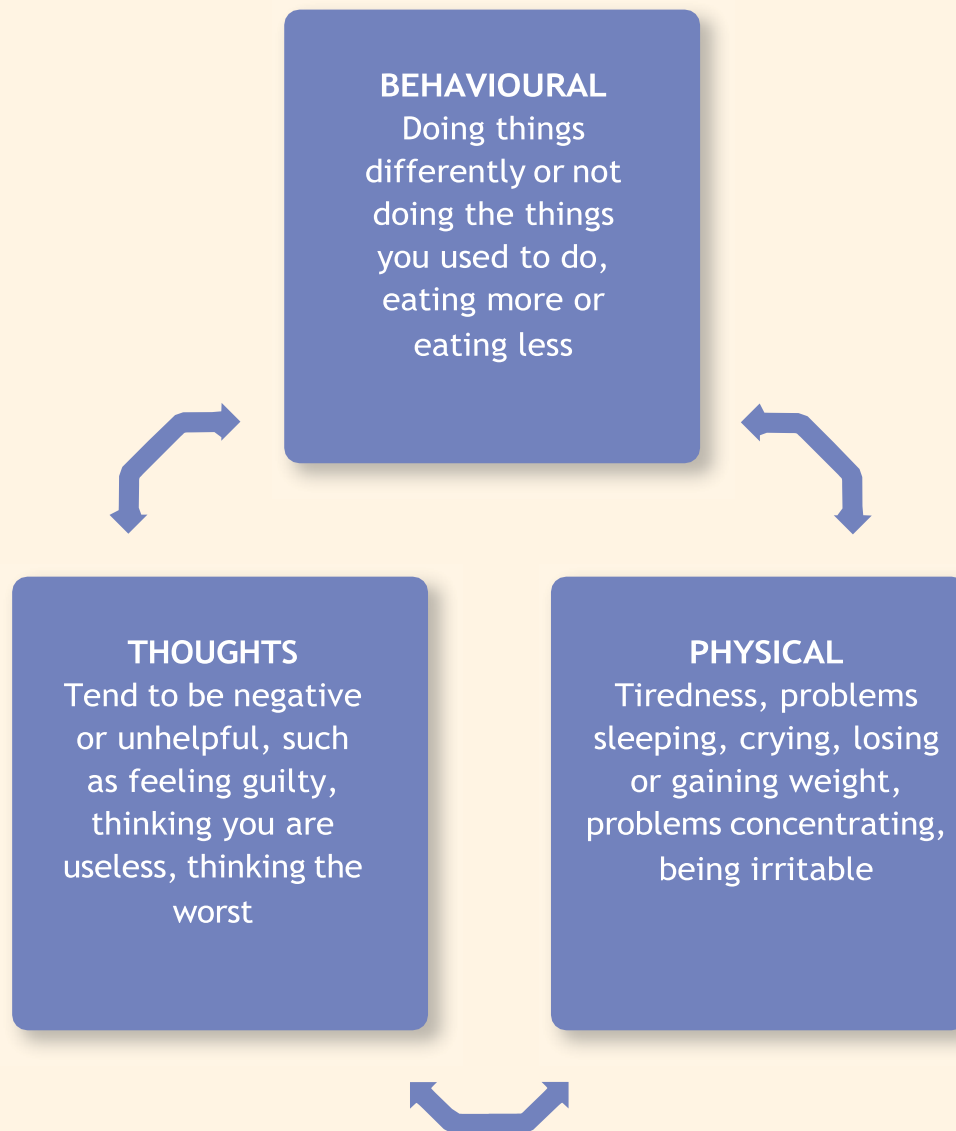 BEHAVIOURAL
Doing things
differently or not
doing the things
you used to do,
eating more or
eating less
THOUGHTS
Tend to be negative
or unhelpful, such
as feeling guilty,
thinking you are
useless, thinking the
worst
PHYSICAL
Tiredness, problems
sleeping, crying, losing
or gaining weight,
problems concentrating,
being irritable